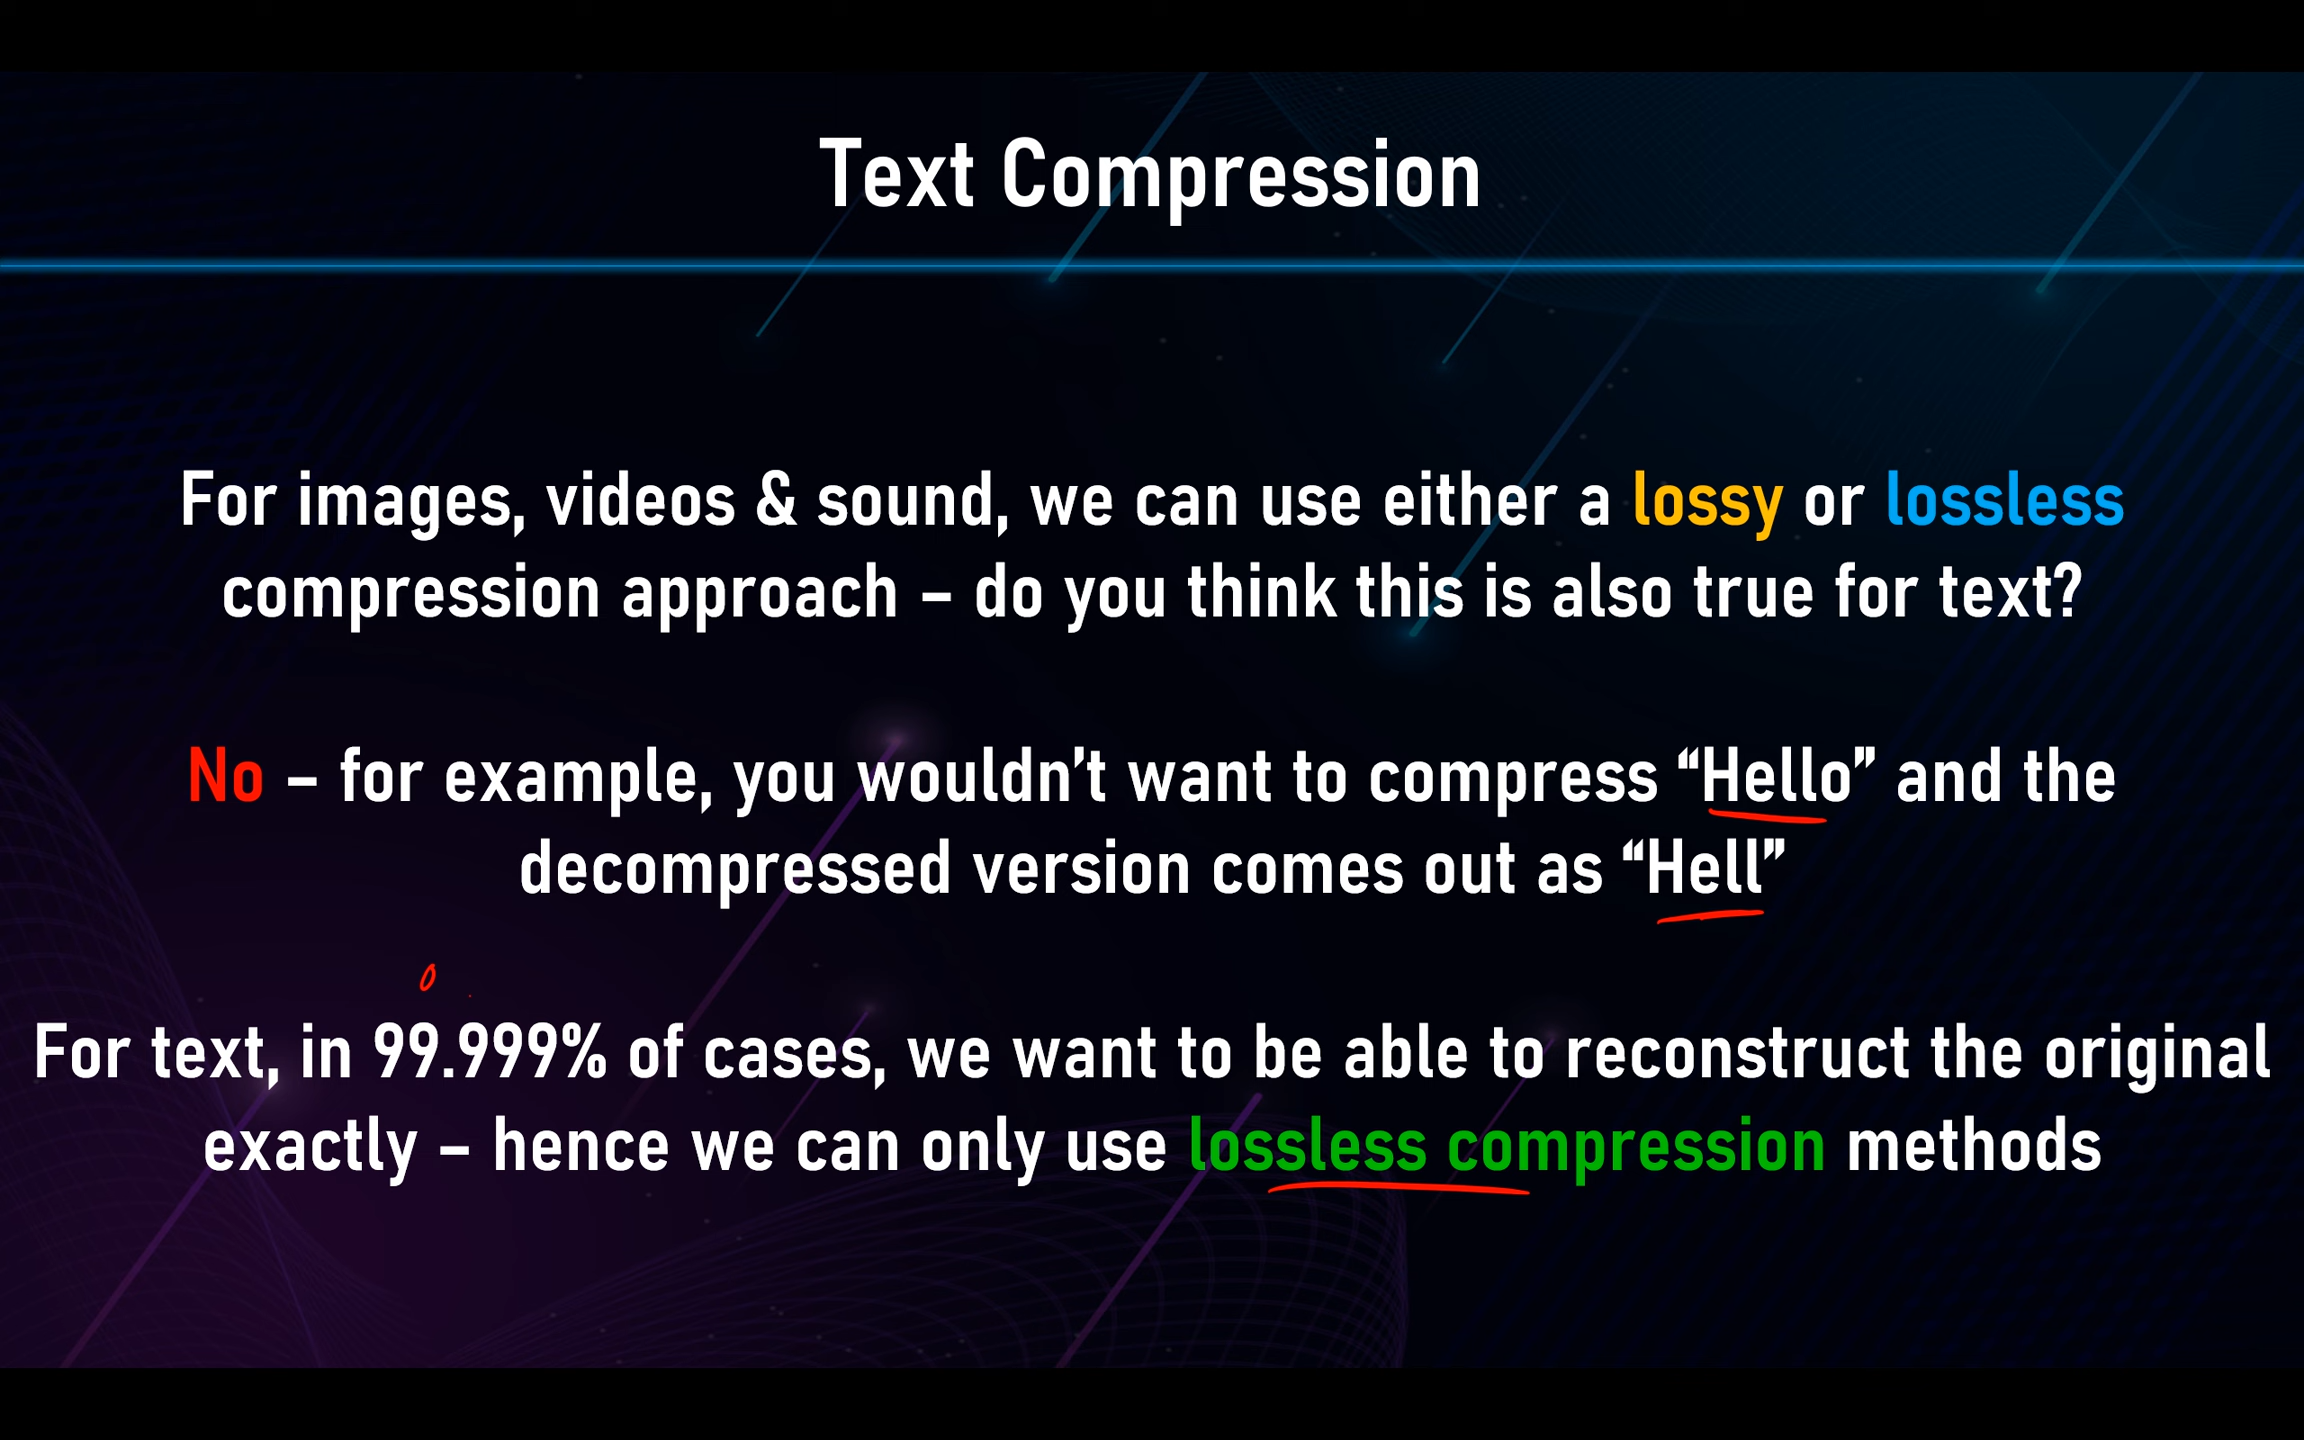 Text Compression
For images, videos & sound, we can use either a lossy or lossless
compression approach – do you think this is also true for text?
No – for example, you wouldn’t want to compress “Hello” and the
decompressed version comes out as “Hell”
For text, in 99.999% of cases, we want to be able to reconstruct the original
exactly – hence we can only use lossless compression methods